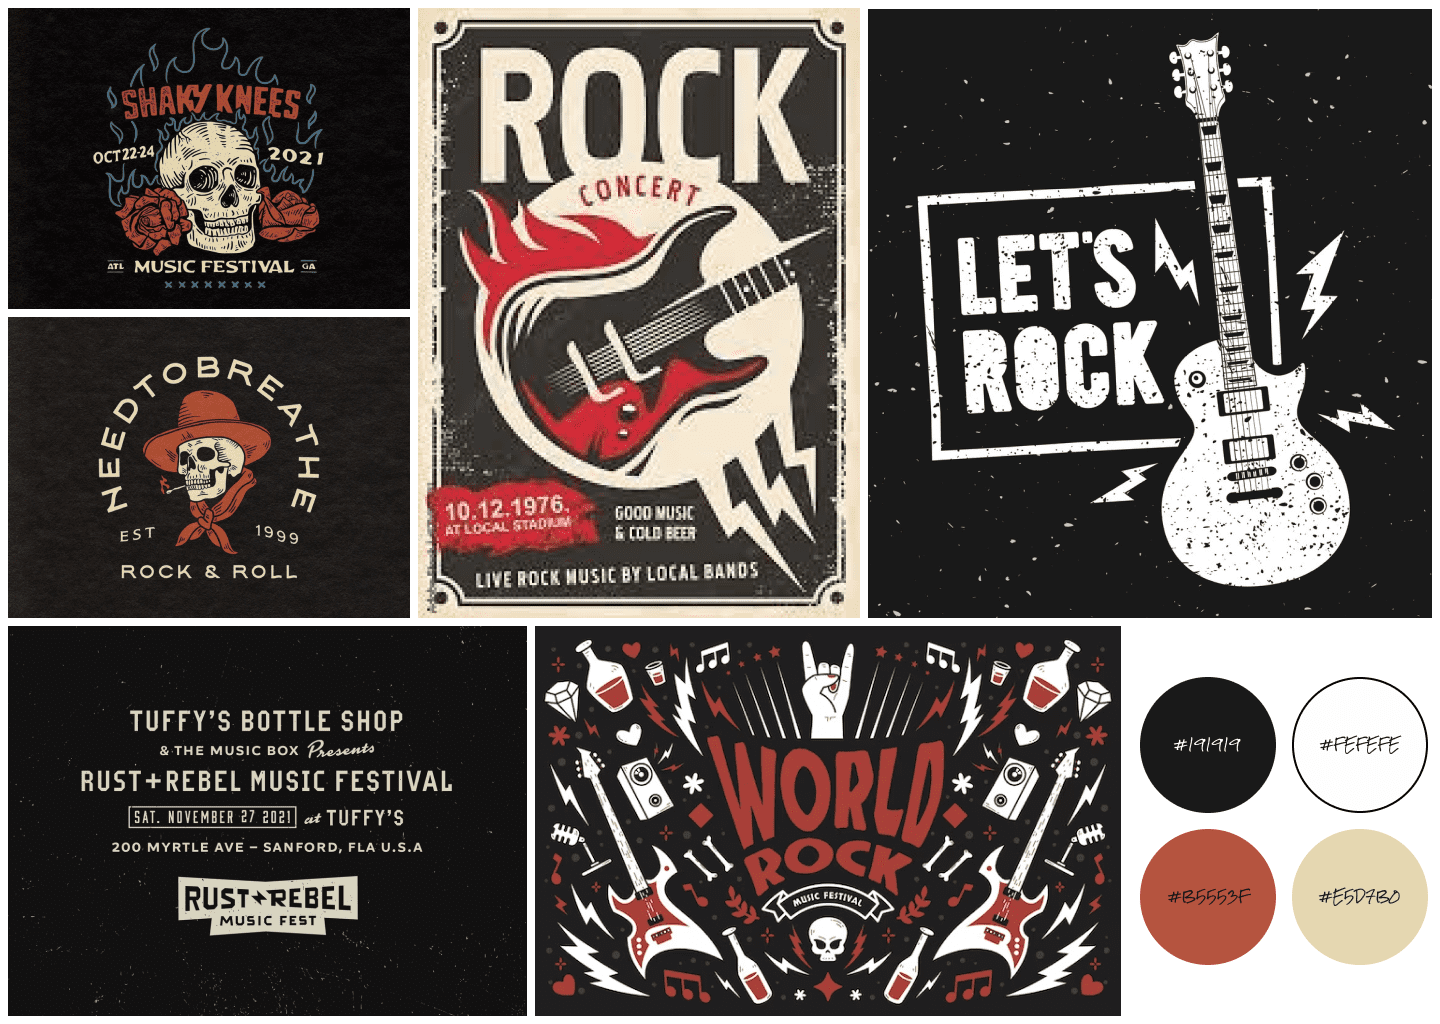 SHAKY KNEES
OCT 22-24
2021
ATL MUSIC FESTIVAL GA
NEEDTOBREATHE
EST 1999
ROCK & ROLL
ROCK
CONCERT
10.12.1976.
AT LOCAL STADIUM
GOOD MUSIC
& COLD BEER
LIVE ROCK MUSIC BY LOCAL BANDS
LET'S
ROCK
TUFFY'S BOTTLE SHOP
& THE MUSIC BOX Presents
RUST+REBEL MUSIC FESTIVAL
SAT. NOVEMBER 27 2021 at TUFFY'S
200 MYRTLE AVE – SANFORD, FLA U.S.A
RUST REBEL
MUSIC FEST
WORLD
ROCK
MUSIC FESTIVAL
#191919
#FEFEFE
#B5553F
#E5D7B0